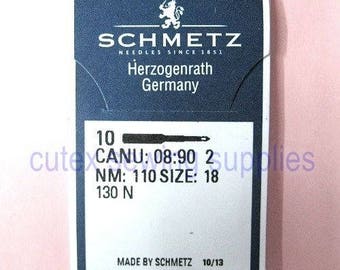 SCHMETZ
NEEDLES SINCE 1851
Herzogenrath
Germany
10
CANU: 08:90 2
NM: 110 SIZE: 18
130 N
cutex sewing supplies
MADE BY SCHMETZ 10/13